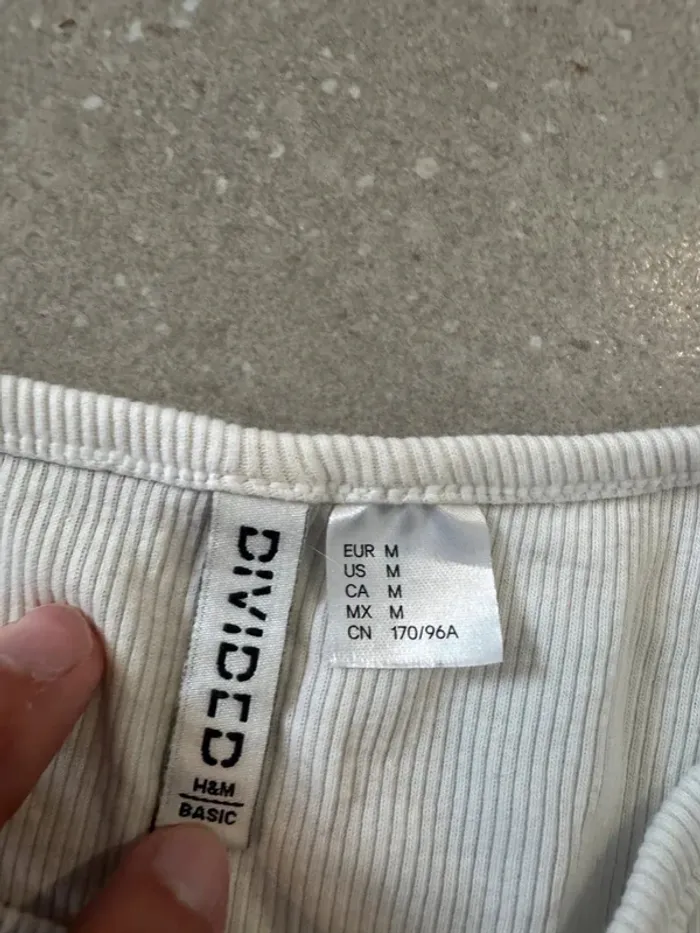 DIVIDED
H&M
BASIC
EUR M
US M
CA M
MX M
CN 170/96A